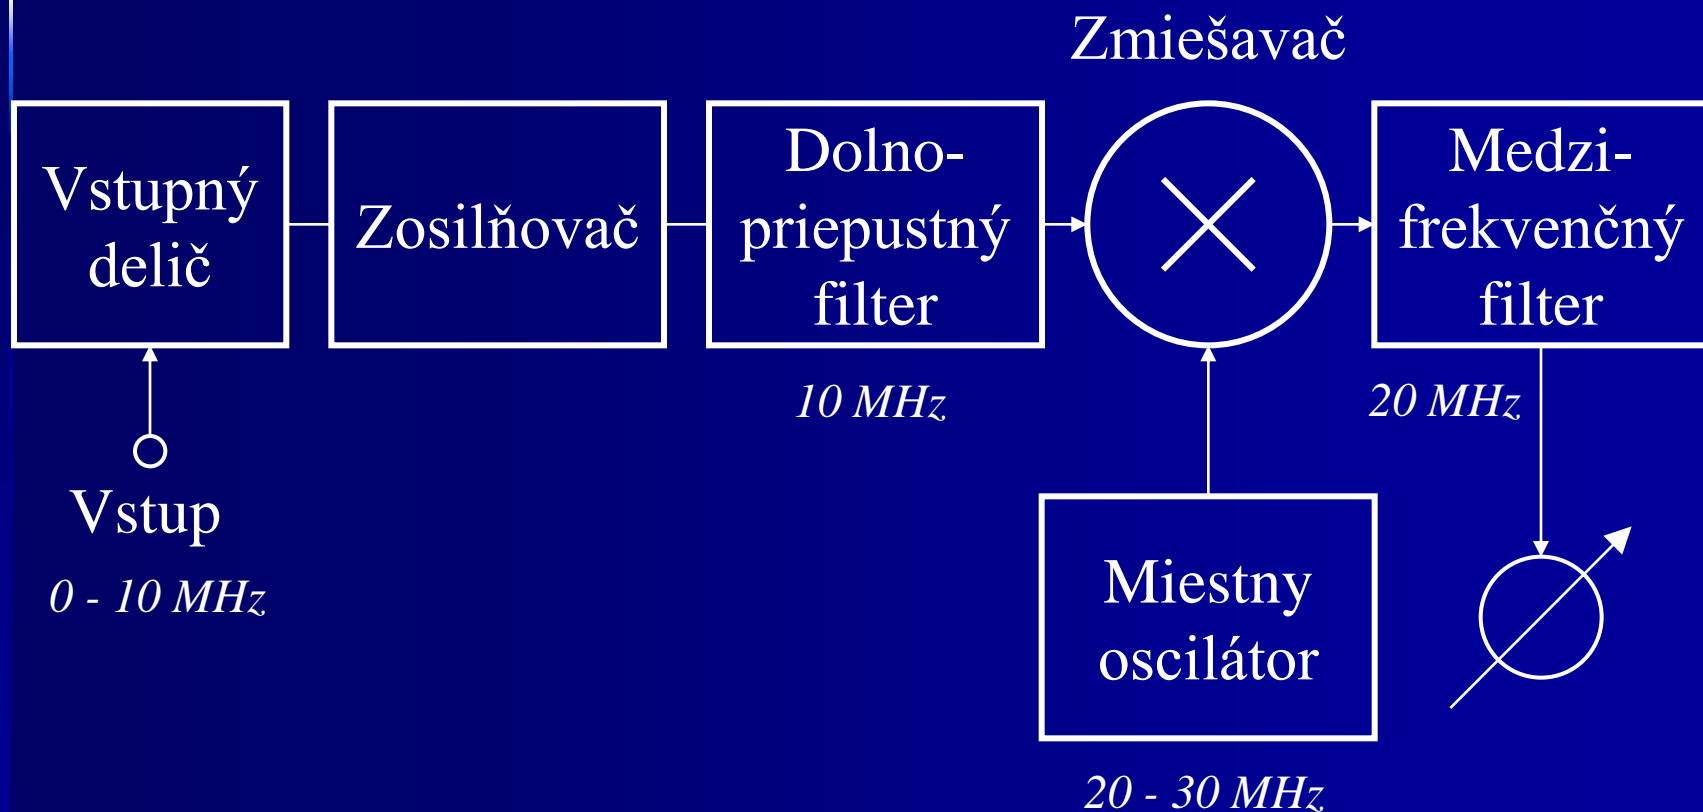 Zmiešavač
Vstupný
delič
Zosilňovač
Dolno-
priepustný
filter
Medzi-
frekvenčný
filter
10 MHz
20 MHz
Vstup
0 - 10 MHz
Miestny
oscilátor
20 - 30 MHz